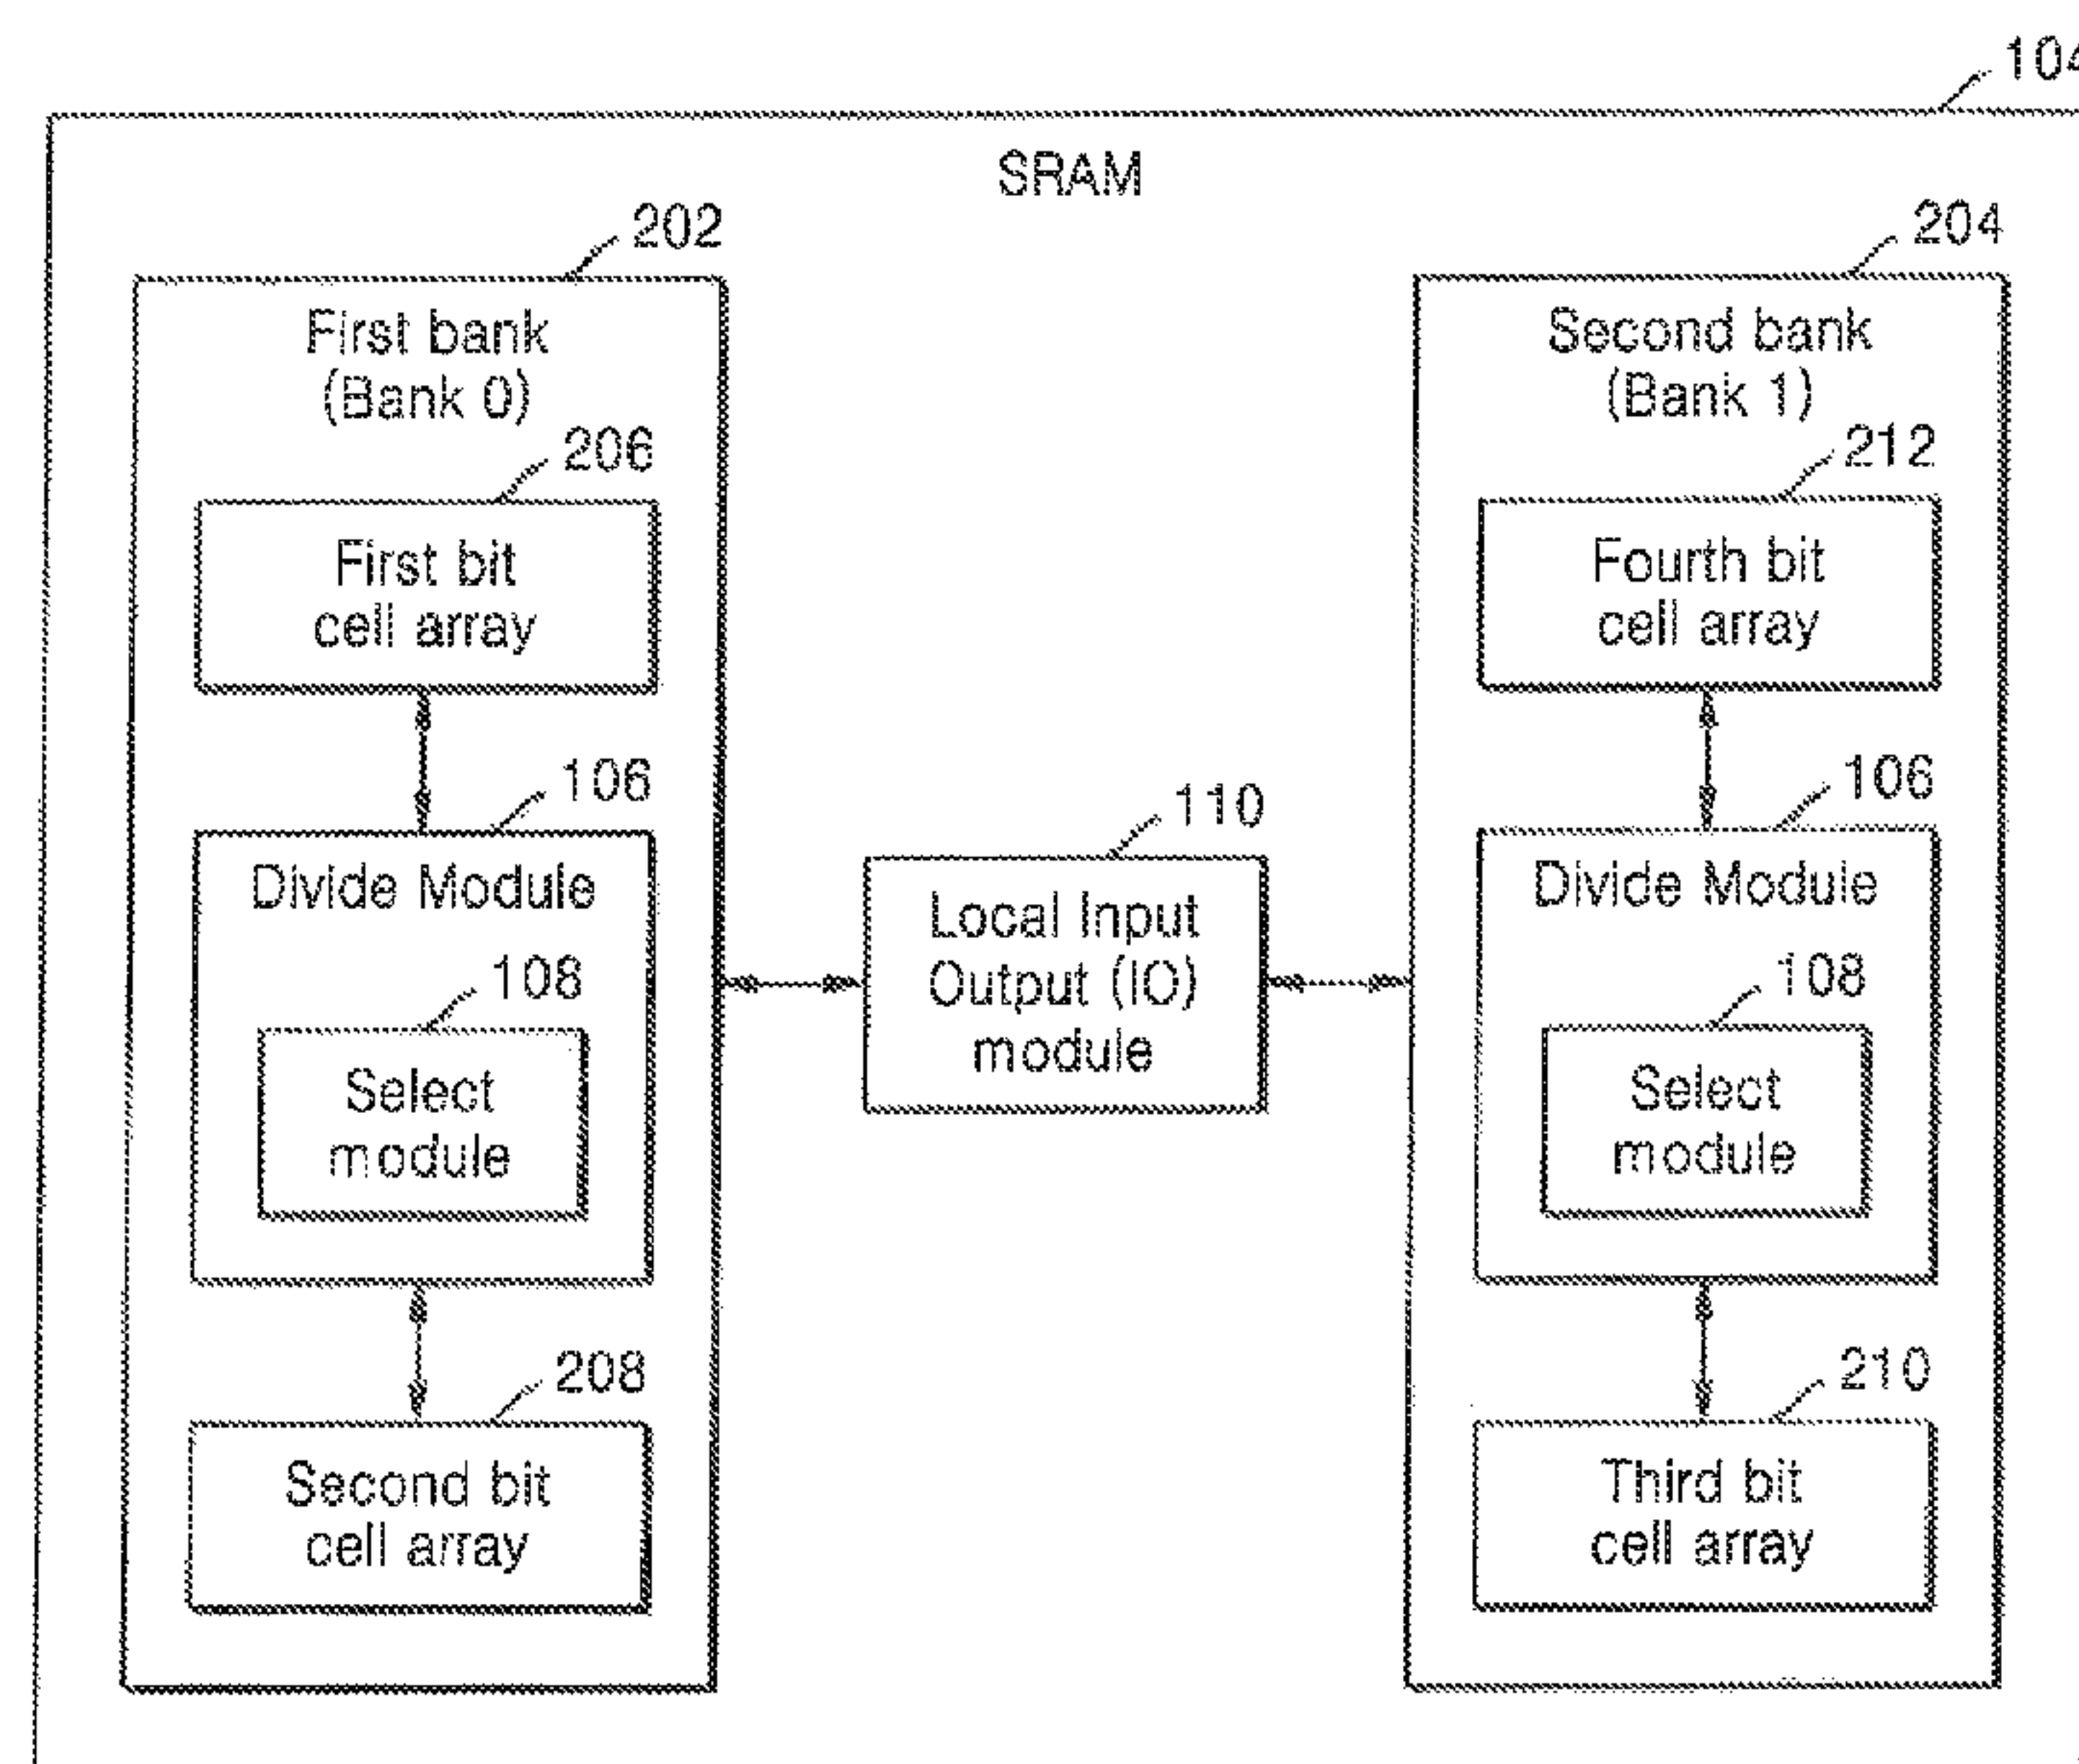 104
SRAM
202
First bank
(Bank 0)
206
First bit
cell array
106
Divide Module
108
Select
module
208
Second bit
cell array
110
Local Input
Output (IO)
module
204
Second bank
(Bank 1)
212
Fourth bit
cell array
106
Divide Module
108
Select
module
210
Third bit
cell array